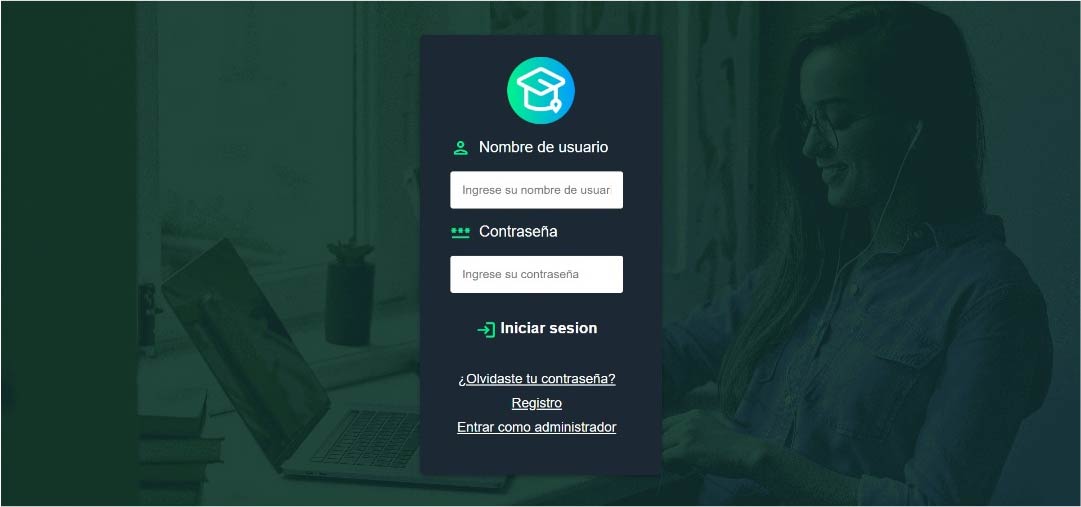 Nombre de usuario
Ingrese su nombre de usuari
Contraseña
Ingrese su contraseña
Iniciar sesion
¿Olvidaste tu contraseña?
Registro
Entrar como administrador